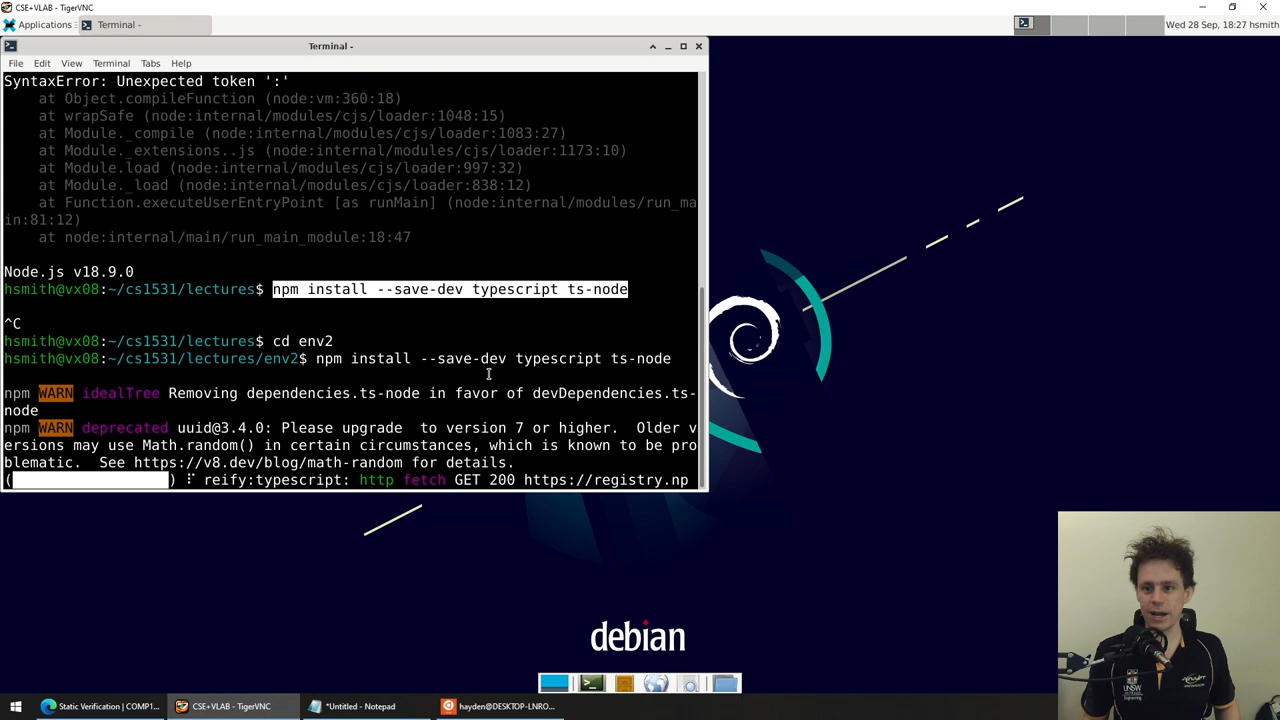 CSE+VLAB - TigerVNC
Applications
Terminal -
Wed 28 Sep, 18:27 hsmith
Terminal -
File Edit View Terminal Tabs Help
SyntaxError: Unexpected token ':'
at Object.compileFunction (node:vm:360:18)
at wrapSafe (node:internal/modules/cjs/loader:1048:15)
at Module._compile (node:internal/modules/cjs/loader:1083:27)
at Module._extensions..js (node:internal/modules/cjs/loader:1173:10)
at Module.load (node:internal/modules/cjs/loader:997:32)
at Module._load (node:internal/modules/cjs/loader:838:12)
at Function.executeUserEntryPoint [as runMain] (node:internal/modules/run_ma
in:81:12)
at node:internal/main/run_main_module:18:47
Node.js v18.9.0
hsmith@vx08:~/cs1531/lectures$ npm install --save-dev typescript ts-node
^C
hsmith@vx08:~/cs1531/lectures$ cd env2
hsmith@vx08:~/cs1531/lectures/env2$ npm install --save-dev typescript ts-node
npm WARN idealTree Removing dependencies.ts-node in favor of devDependencies.ts-
node
npm WARN deprecated uuid@3.4.0: Please upgrade  to version 7 or higher.  Older v
ersions may use Math.random() in certain circumstances, which is known to be pro
blematic.  See https://v8.dev/blog/math-random for details.
( ) ⠏ reify:typescript: http fetch GET 200 https://registry.np
debian
Static Verification | COMP1...
CSE+VLAB - TigerVNC
*Untitled - Notepad
hayden@DESKTOP-LNRO...
UNSW